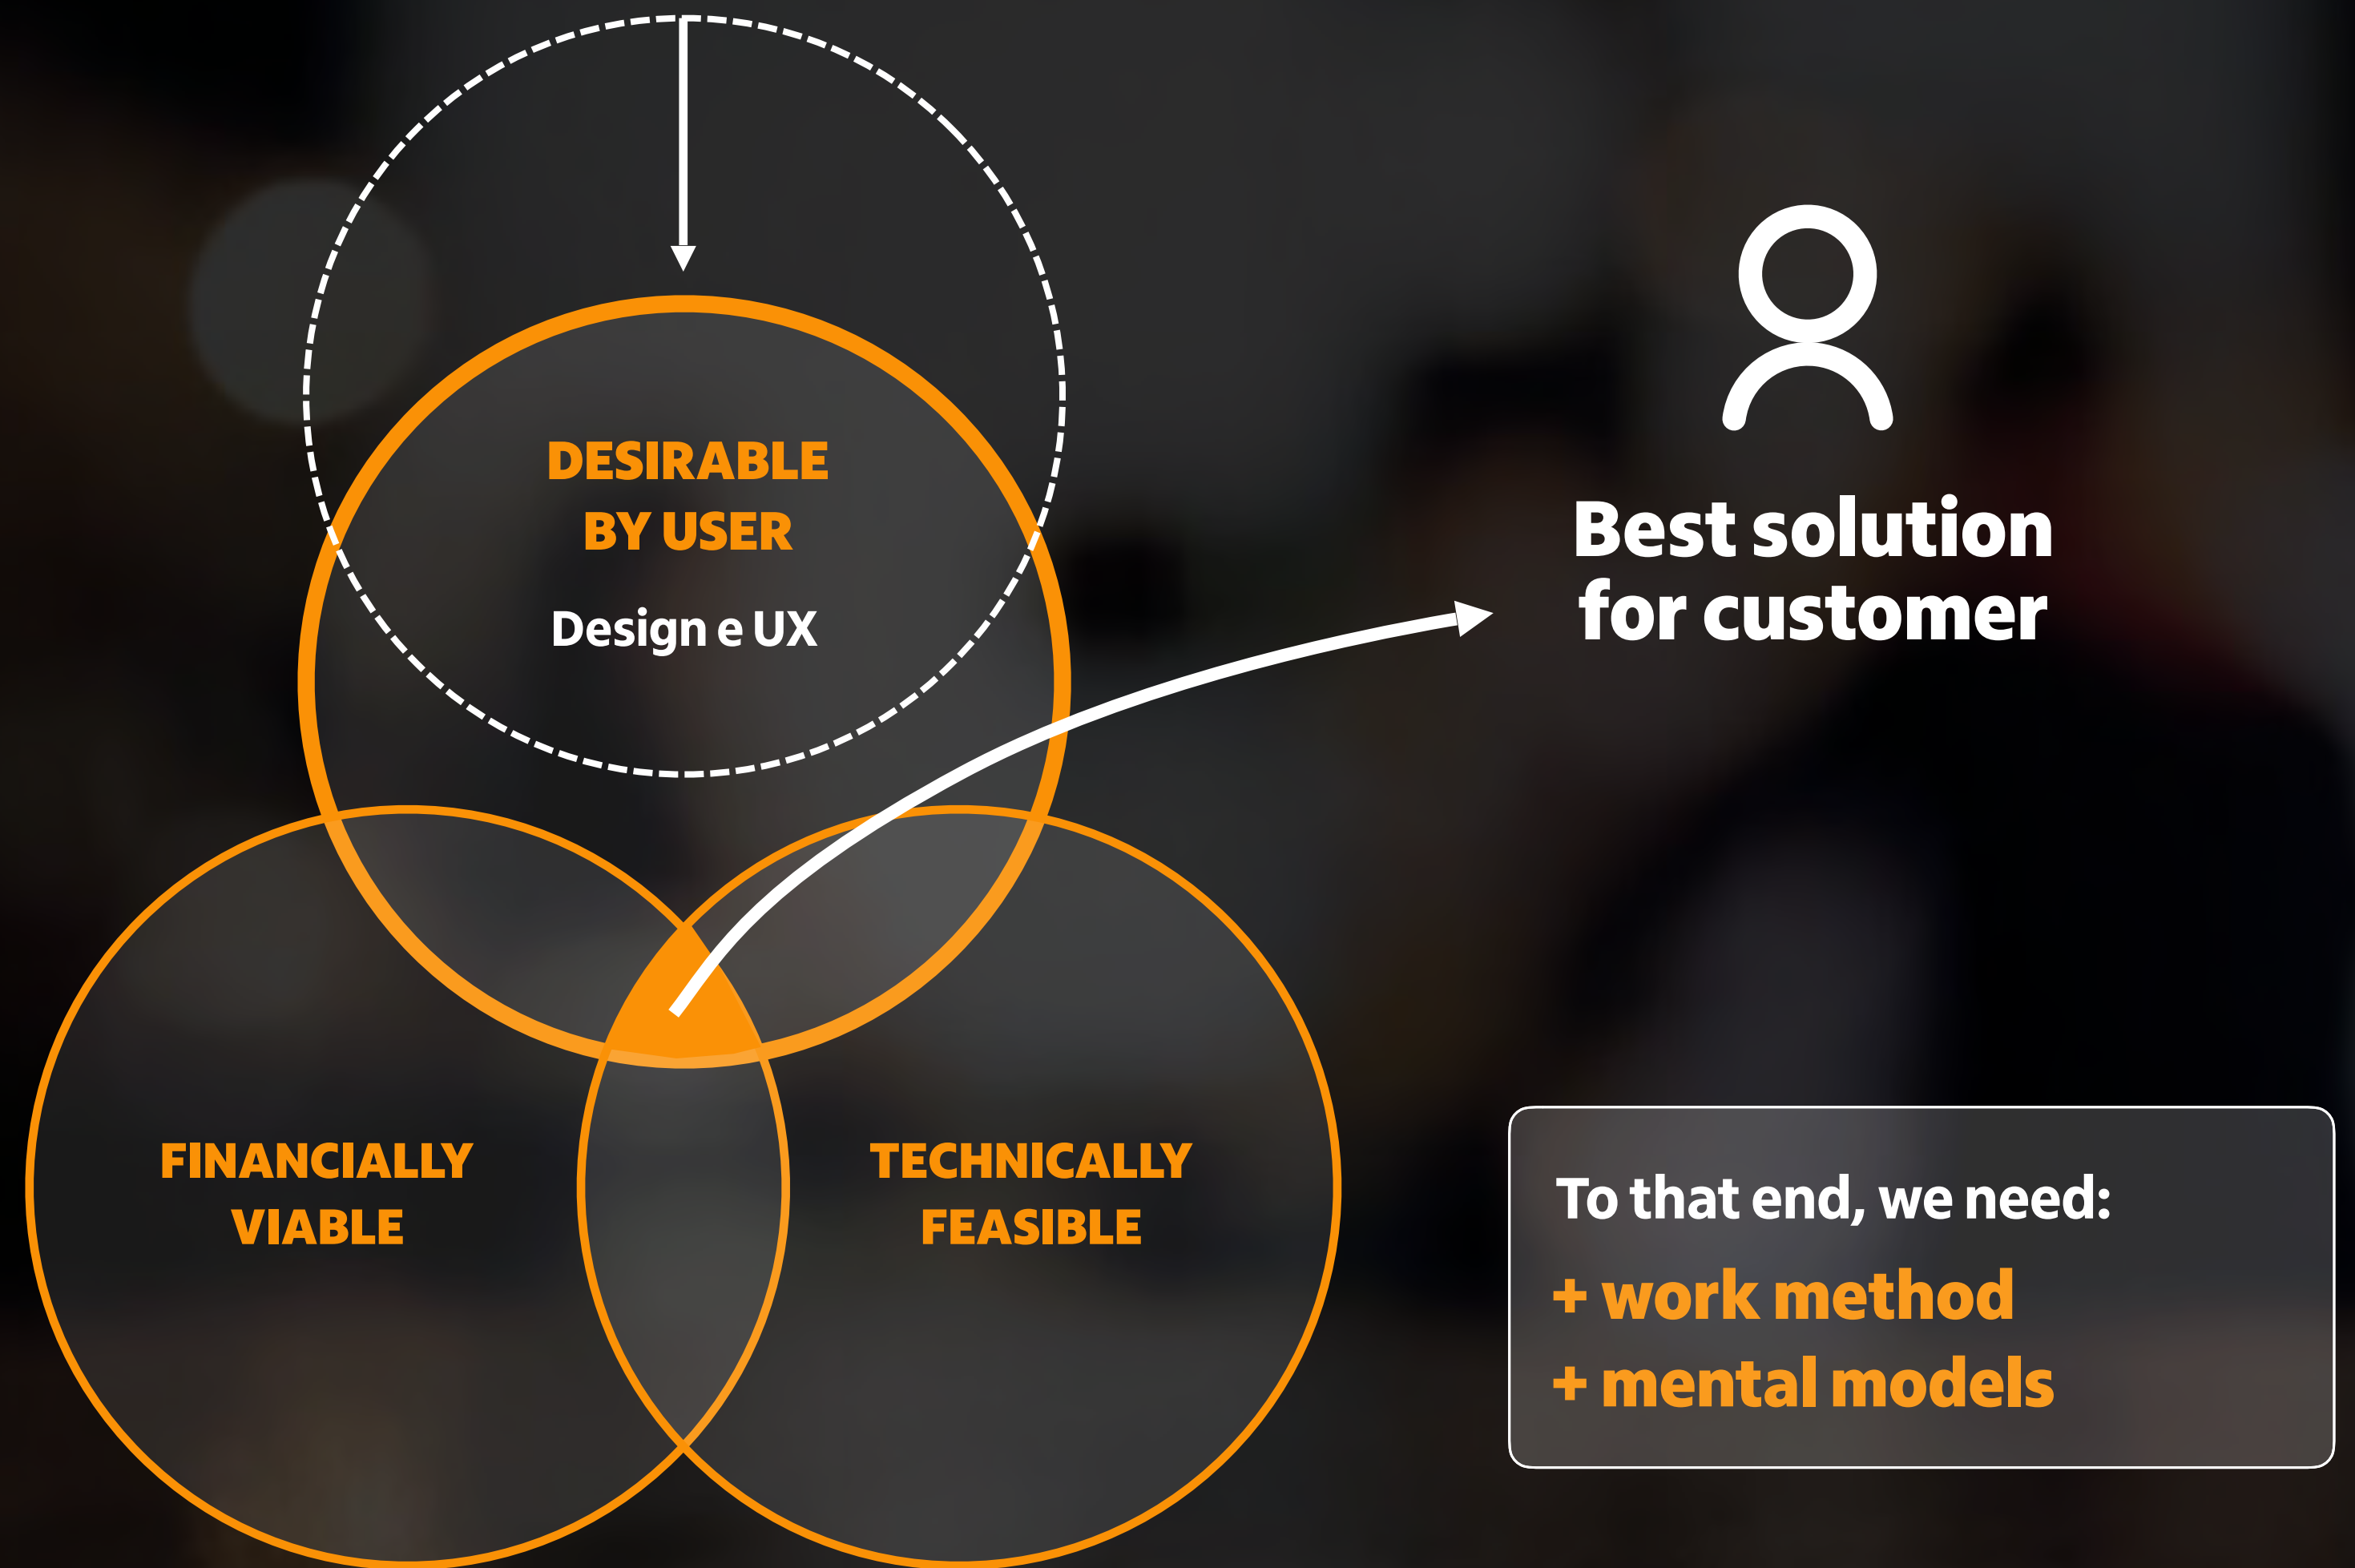 DESIRABLE
BY USER
Design e UX
Best solution
for customer
FINANCIALLY
VIABLE
TECHNICALLY
FEASIBLE
To that end, we need:
+ work method
+ mental models